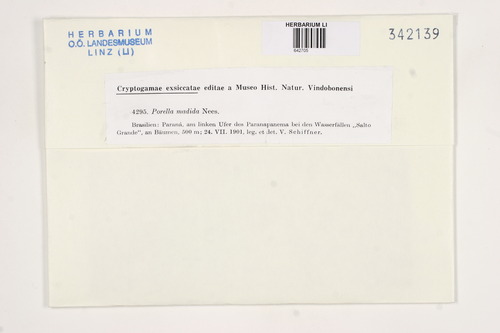 HERBARIUM
O.Ö. LANDESMUSEUM
LINZ (LI)
HERBARIUM LI
342139
Cryptogamae exsiccatae editae a Museo Hist. Natur. Vindobonensi
4295. Porella madida Nees.
Brasilien: Paraná, am linken Ufer des Paranapanema bei den Wasserfällen „Salto
Grande“, an Bäumen, 500 m; 24. VII. 1901, leg. et det. V. Schiffner.